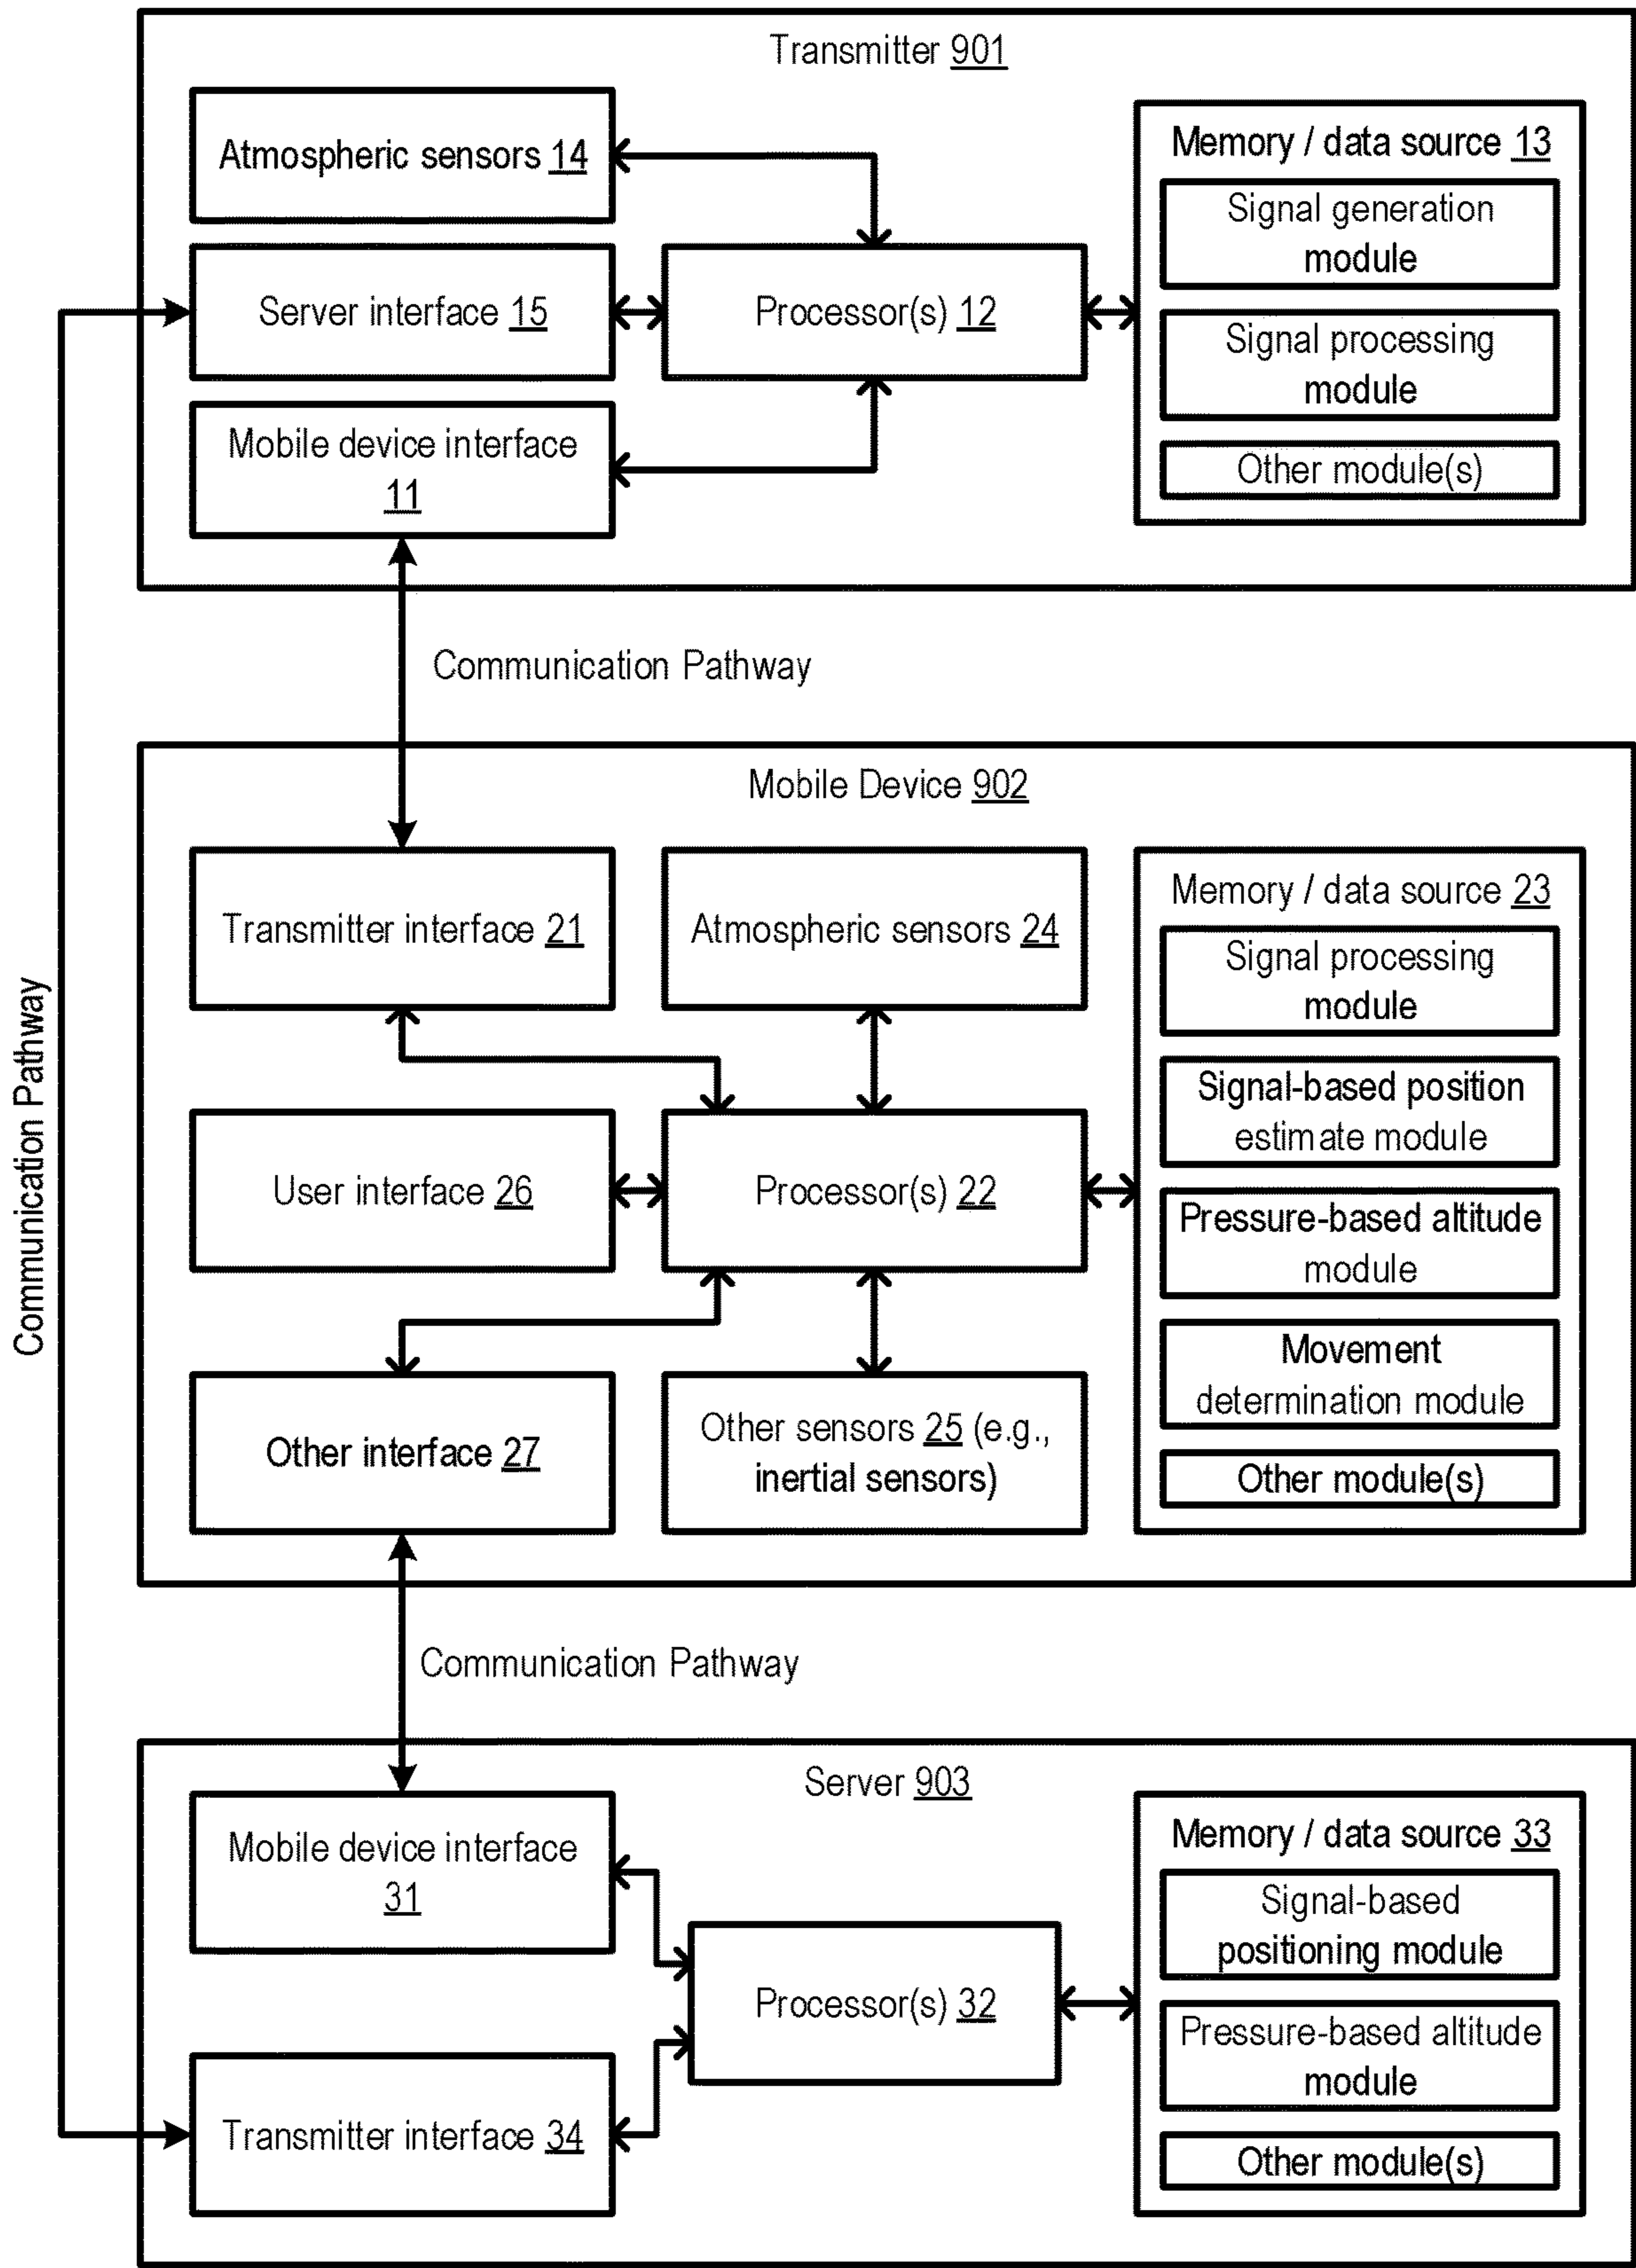 Transmitter 901
Atmospheric sensors 14
Server interface 15
Mobile device interface
11
Processor(s) 12
Memory / data source 13
Signal generation
module
Signal processing
module
Other module(s)
Communication Pathway
Communication Pathway
Mobile Device 902
Transmitter interface 21
Atmospheric sensors 24
User interface 26
Processor(s) 22
Other interface 27
Other sensors 25 (e.g.,
inertial sensors)
Memory / data source 23
Signal processing
module
Signal-based position
estimate module
Pressure-based altitude
module
Movement
determination module
Other module(s)
Communication Pathway
Server 903
Mobile device interface
31
Processor(s) 32
Transmitter interface 34
Memory / data source 33
Signal-based
positioning module
Pressure-based altitude
module
Other module(s)